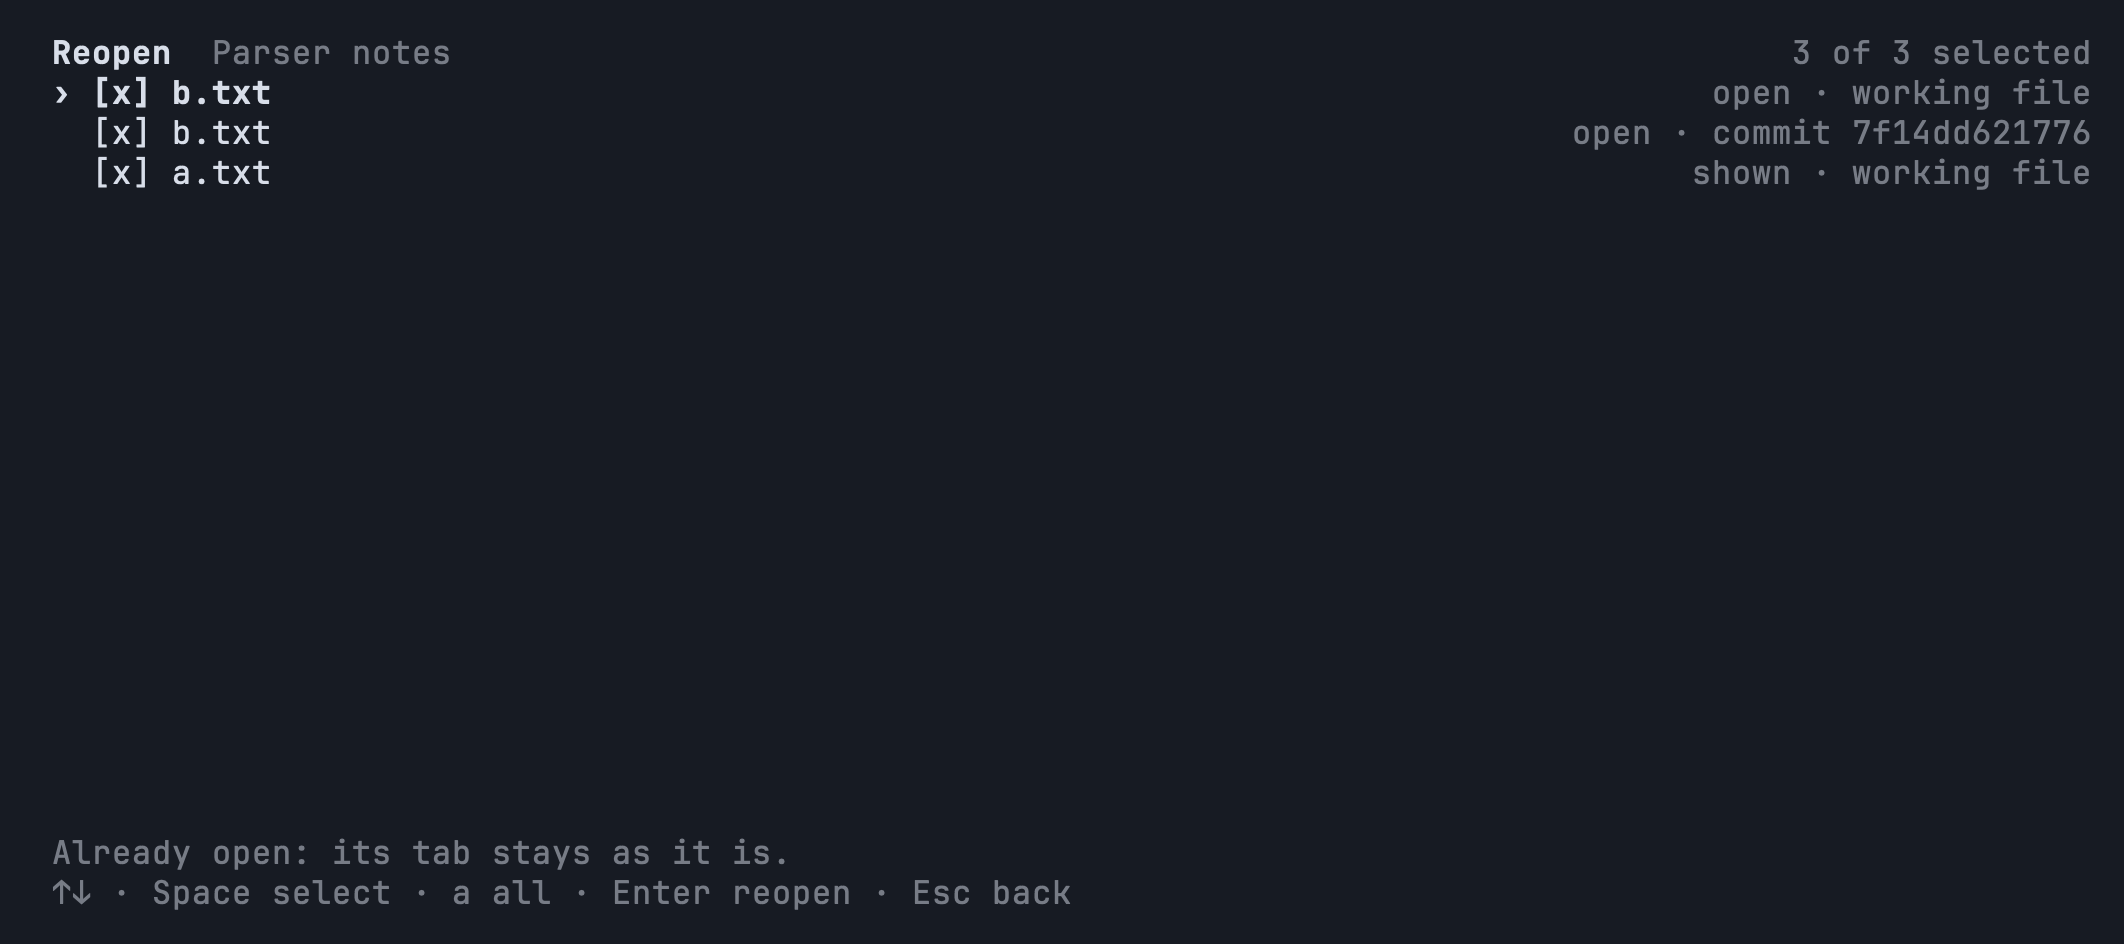 Reopen  Parser notes 3 of 3 selected
› [x] b.txt open · working file
[x] b.txt open · commit 7f14dd621776
[x] a.txt shown · working file
Already open: its tab stays as it is.
↑↓ · Space select · a all · Enter reopen · Esc back